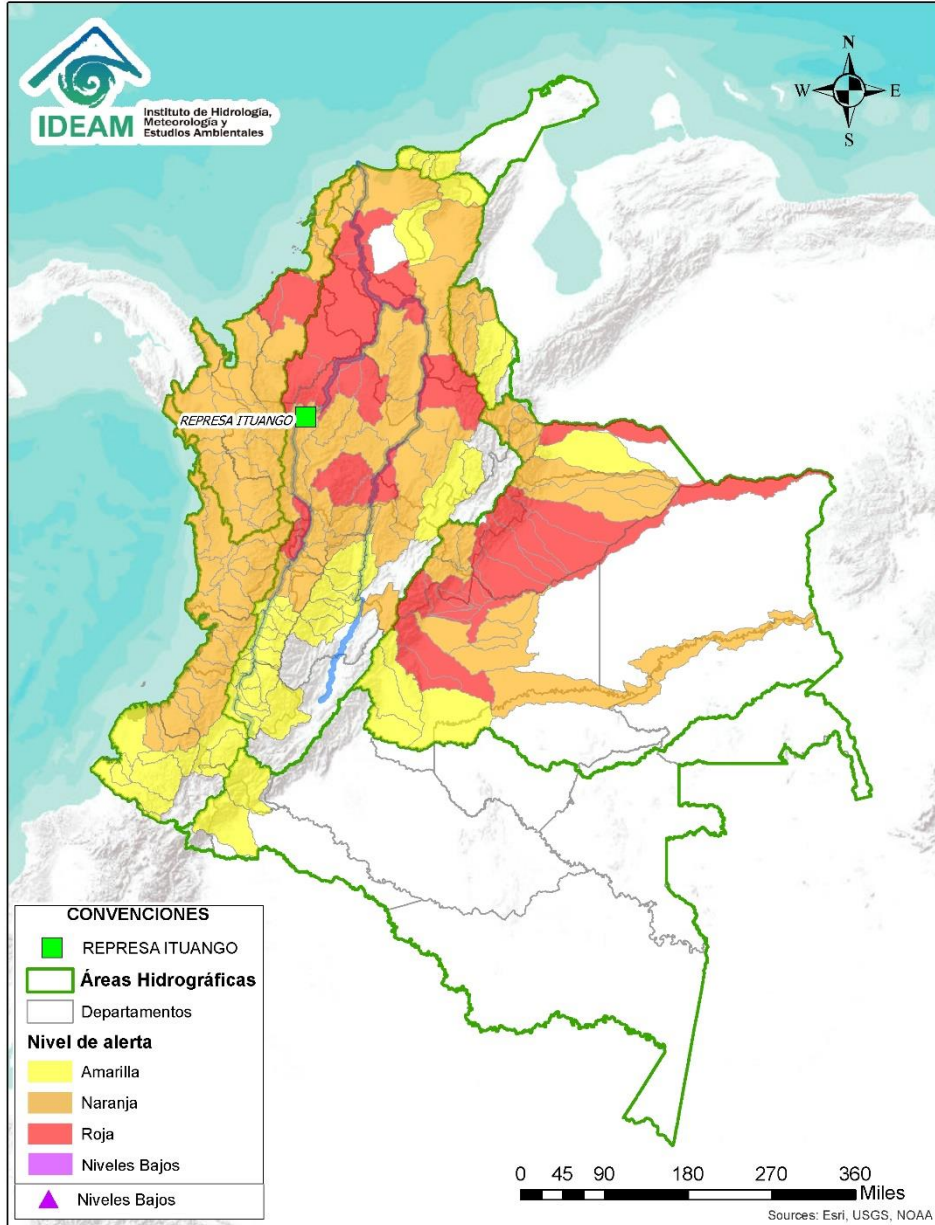 IDEAM
Instituto de Hidrología,
Meteorología y
Estudios Ambientales
N
W
E
S
REPRESA ITUANGO
CONVENCIONES
REPRESA ITUANGO
Áreas Hidrográficas
Departamentos
Nivel de alerta
Amarilla
Naranja
Roja
Niveles Bajos
Niveles Bajos
0 45 90 180 270 360
Miles
Sources: Esri, USGS, NOAA